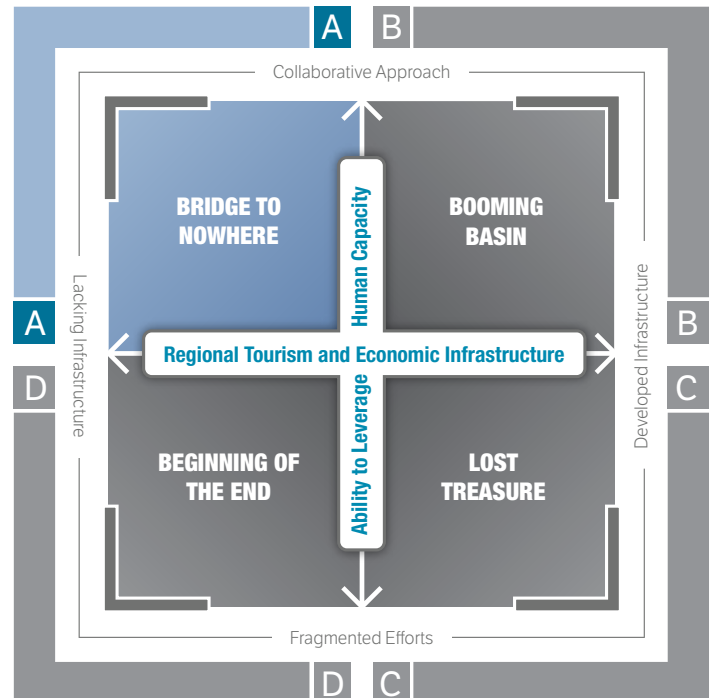 A
B
Collaborative Approach
BRIDGE TO
NOWHERE
BOOMING
BASIN
Human Capacity
Lacking Infrastructure
Developed Infrastructure
A
B
Regional Tourism and Economic Infrastructure
D
C
Ability to Leverage
BEGINNING OF
THE END
LOST
TREASURE
Fragmented Efforts
D
C